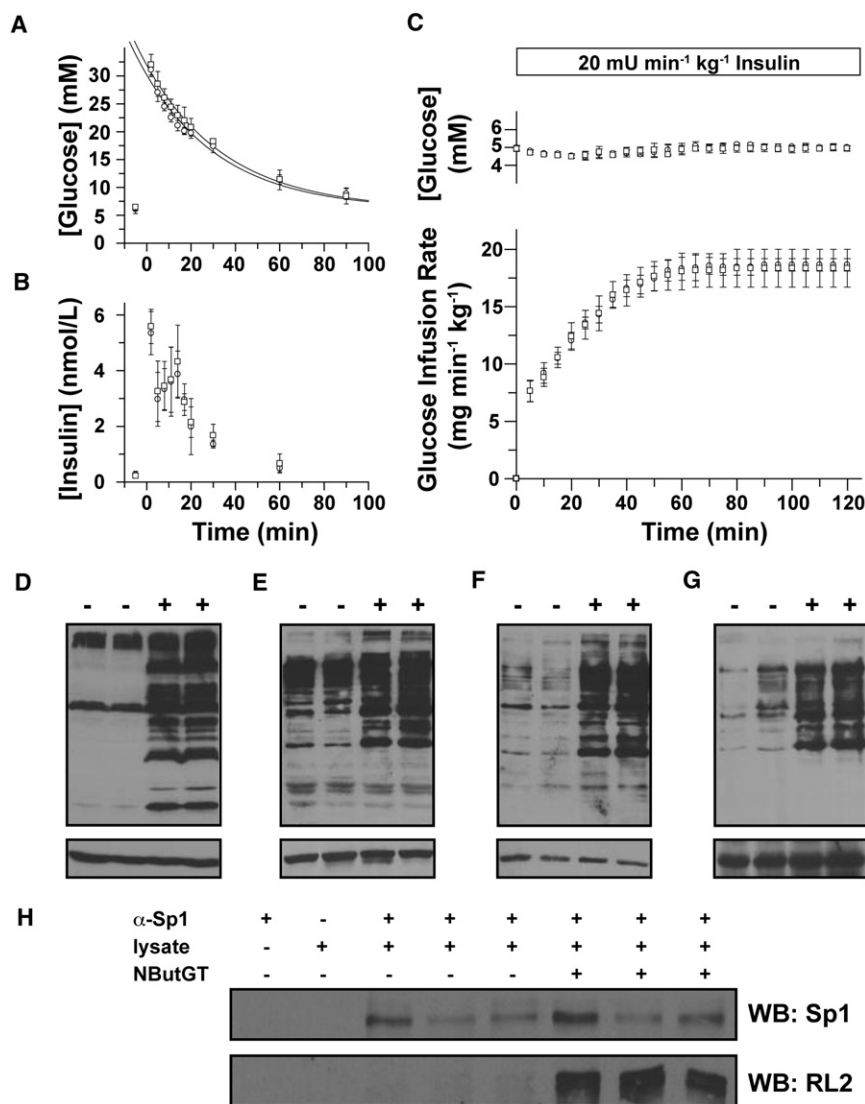 A
[Glucose] (mM)
30
25
20
15
10
5
0
0 20 40 60 80 100
B
[Insulin] (nmol/L)
6
4
2
0
0 20 40 60 80 100
Time (min)
C
20 mU min⁻¹ kg⁻¹ Insulin
[Glucose] (mM)
6
5
4
Glucose Infusion Rate
(mg min⁻¹ kg⁻¹)
20
15
10
5
0
0 20 40 60 80 100 120
Time (min)
D
- - + +
E
- - + +
F
- - + +
G
- - + +
H
α-Sp1 + - + + + + + +
lysate - + + + + + + +
NButGT - - - - - + + +
WB: Sp1
WB: RL2